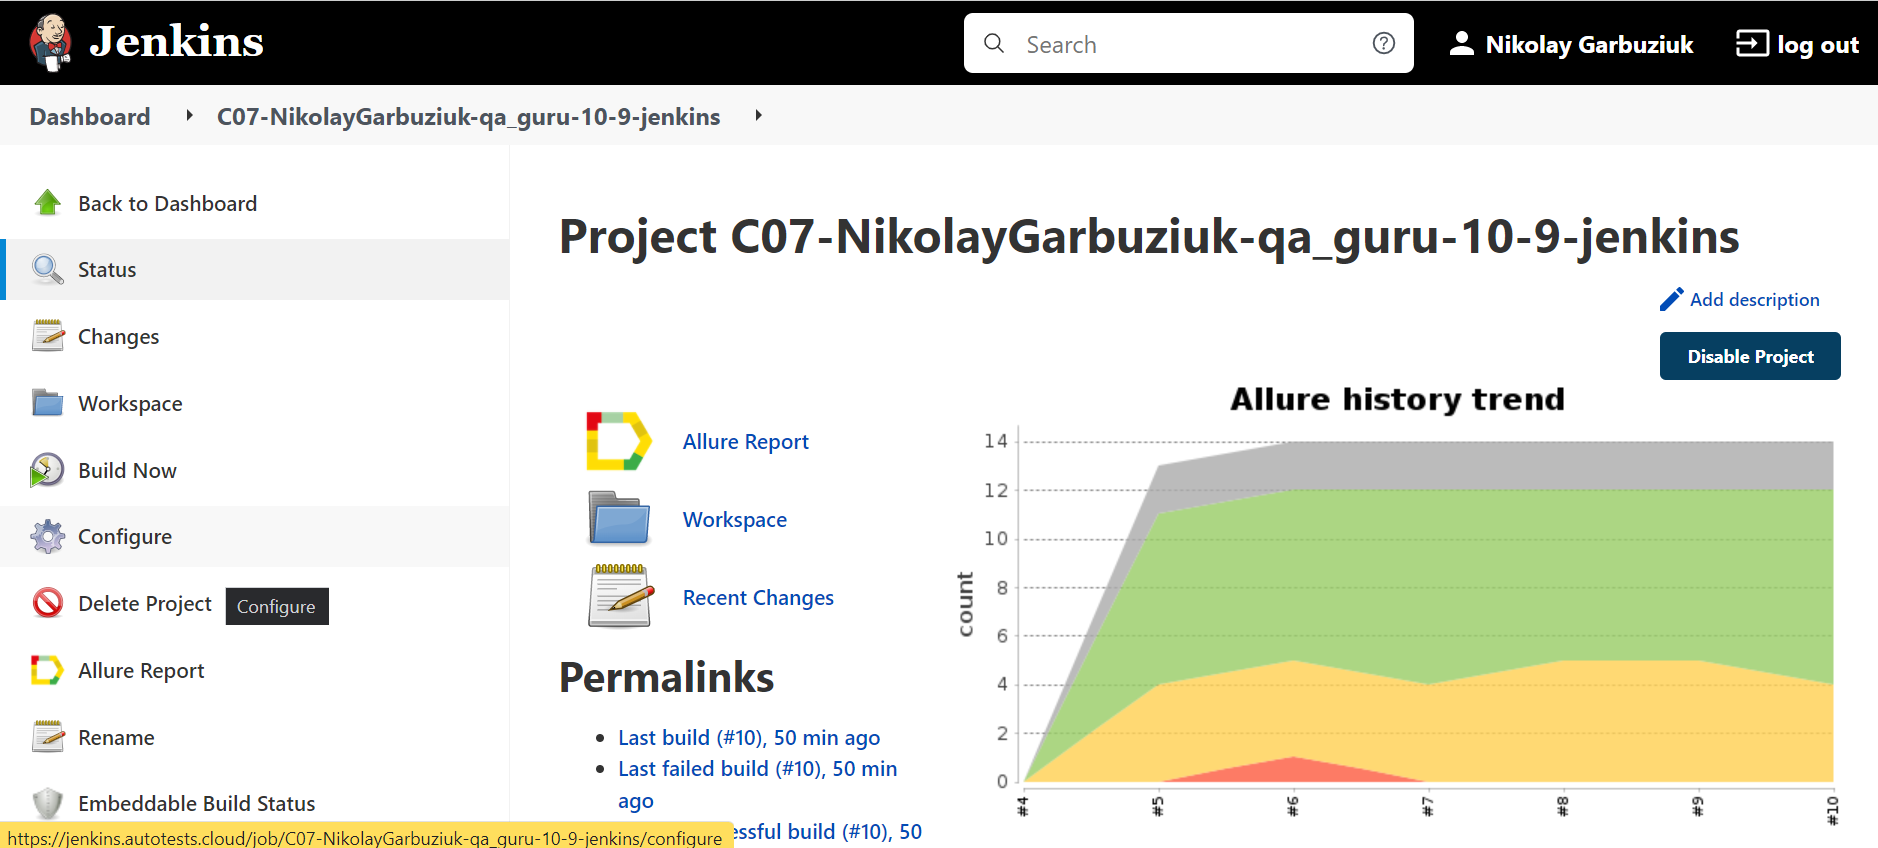 Jenkins
Search
Nikolay Garbuziuk
log out
Dashboard
C07-NikolayGarbuziuk-qa_guru-10-9-jenkins
Back to Dashboard
Status
Changes
Workspace
Build Now
Configure
Delete Project
Configure
Allure Report
Rename
Embeddable Build Status
https://jenkins.autotests.cloud/job/C07-NikolayGarbuziuk-qa_guru-10-9-jenkins/configure
Project C07-NikolayGarbuziuk-qa_guru-10-9-jenkins
Add description
Disable Project
Allure Report
Workspace
Recent Changes
Permalinks
Last build (#10), 50 min ago
Last failed build (#10), 50 min
ago
essful build (#10), 50
Allure history trend
count
14
12
10
8
6
4
2
0
#4
#5
#6
#7
#8
#9
#10